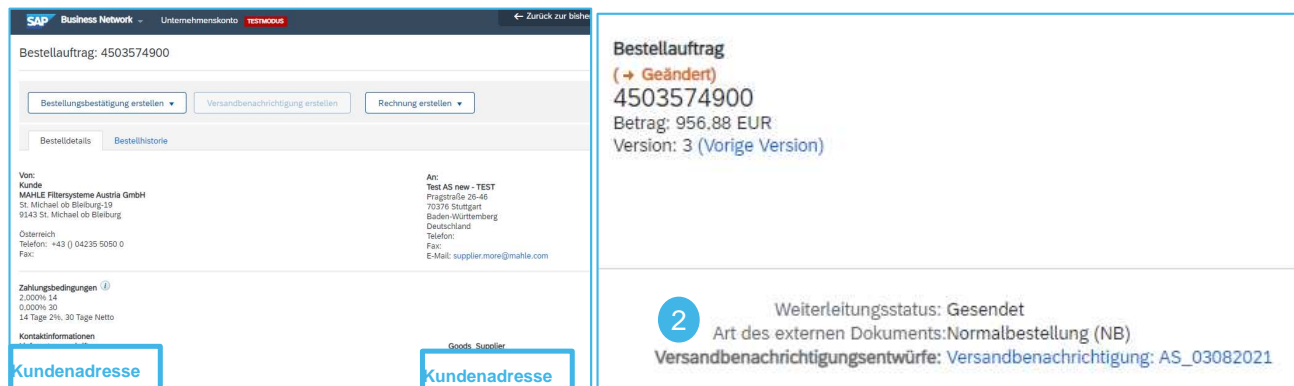 SAP Business Network Unternehmenskonto TESTMODUS ← Zurück zur bishe
Bestellauftrag: 4503574900
Bestellungsbestätigung erstellen ▼ Versandbenachrichtigung erstellen Rechnung erstellen ▼
Bestelldetails Bestellhistorie
Von:
Kunde
MAHLE Filtersysteme Austria GmbH
St. Michael ob Bleiburg-19
9143 St. Michael ob Bleiburg
Österreich
Telefon: +43 () 04235 5050 0
Fax:
An:
Test AS new - TEST
Pragstraße 26-46
70376 Stuttgart
Baden-Württemberg
Deutschland
Telefon:
Fax:
E-Mail: supplier.more@mahle.com
Zahlungsbedingungen
2,000% 14
0,000% 30
14 Tage 2%, 30 Tage Netto
Kontaktinformationen
Goods_Supplier
Kundenadresse
Kundenadresse
Bestellauftrag
(→ Geändert)
4503574900
Betrag: 956.88 EUR
Version: 3 (Vorige Version)
2
Weiterleitungsstatus: Gesendet
Art des externen Dokuments:Normalbestellung (NB)
Versandbenachrichtigungsentwürfe: Versandbenachrichtigung: AS_03082021